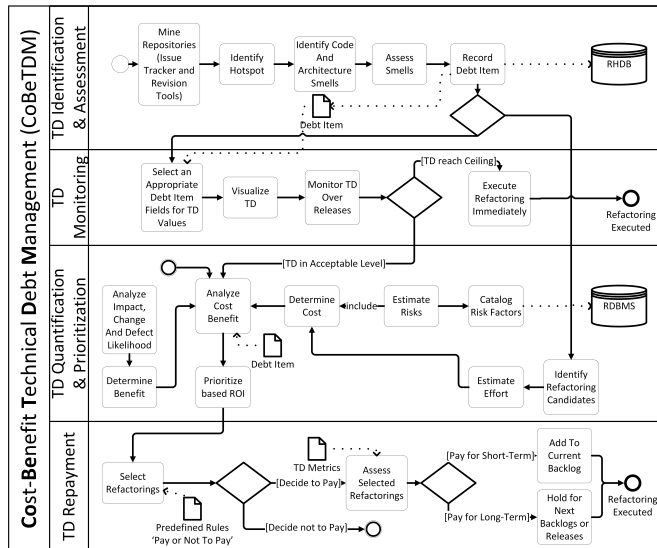 Cost-Benefit Technical Debt Management (CoBeTDM)
TD Identification
& Assessment
Mine
Repositories
(Issue
Tracker and
Revision
Tools)
Identify
Hotspot
Identify Code
And
Architecture
Smells
Assess
Smells
Record
Debt Item
RHDB
Debt Item
TD
Monitoring
Select an
Appropriate
Debt Item
Fields for TD
Values
Visualize
TD
Monitor TD
Over
Releases
[TD reach Ceiling]
Execute
Refactoring
Immediately
Refactoring
Executed
TD Quantification
& Prioritization
[TD in Acceptable Level]
Analyze
Impact,
Change
And Defect
Likelihood
Analyze
Cost
Benefit
Determine
Cost
include
Estimate
Risks
Catalog
Risk Factors
RDBMS
Debt Item
Determine
Benefit
Prioritize
based ROI
Estimate
Effort
Identify
Refactoring
Candidates
TD Repayment
Select
Refactorings
Predefined Rules
‘Pay or Not To Pay’
[Decide to Pay]
[Decide not to Pay]
TD Metrics
Assess
Selected
Refactorings
[Pay for Short-Term]
Add To
Current
Backlog
[Pay for Long-Term]
Hold for
Next
Backlogs or
Releases
Refactoring
Executed